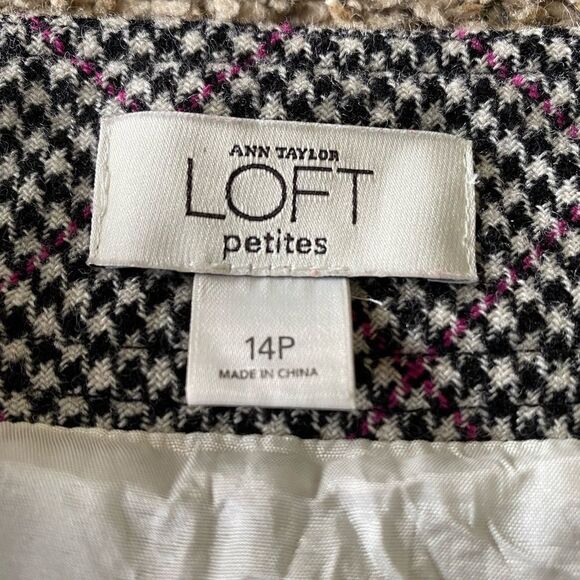 ANN TAYLOR
LOFT
petites
14P
MADE IN CHINA